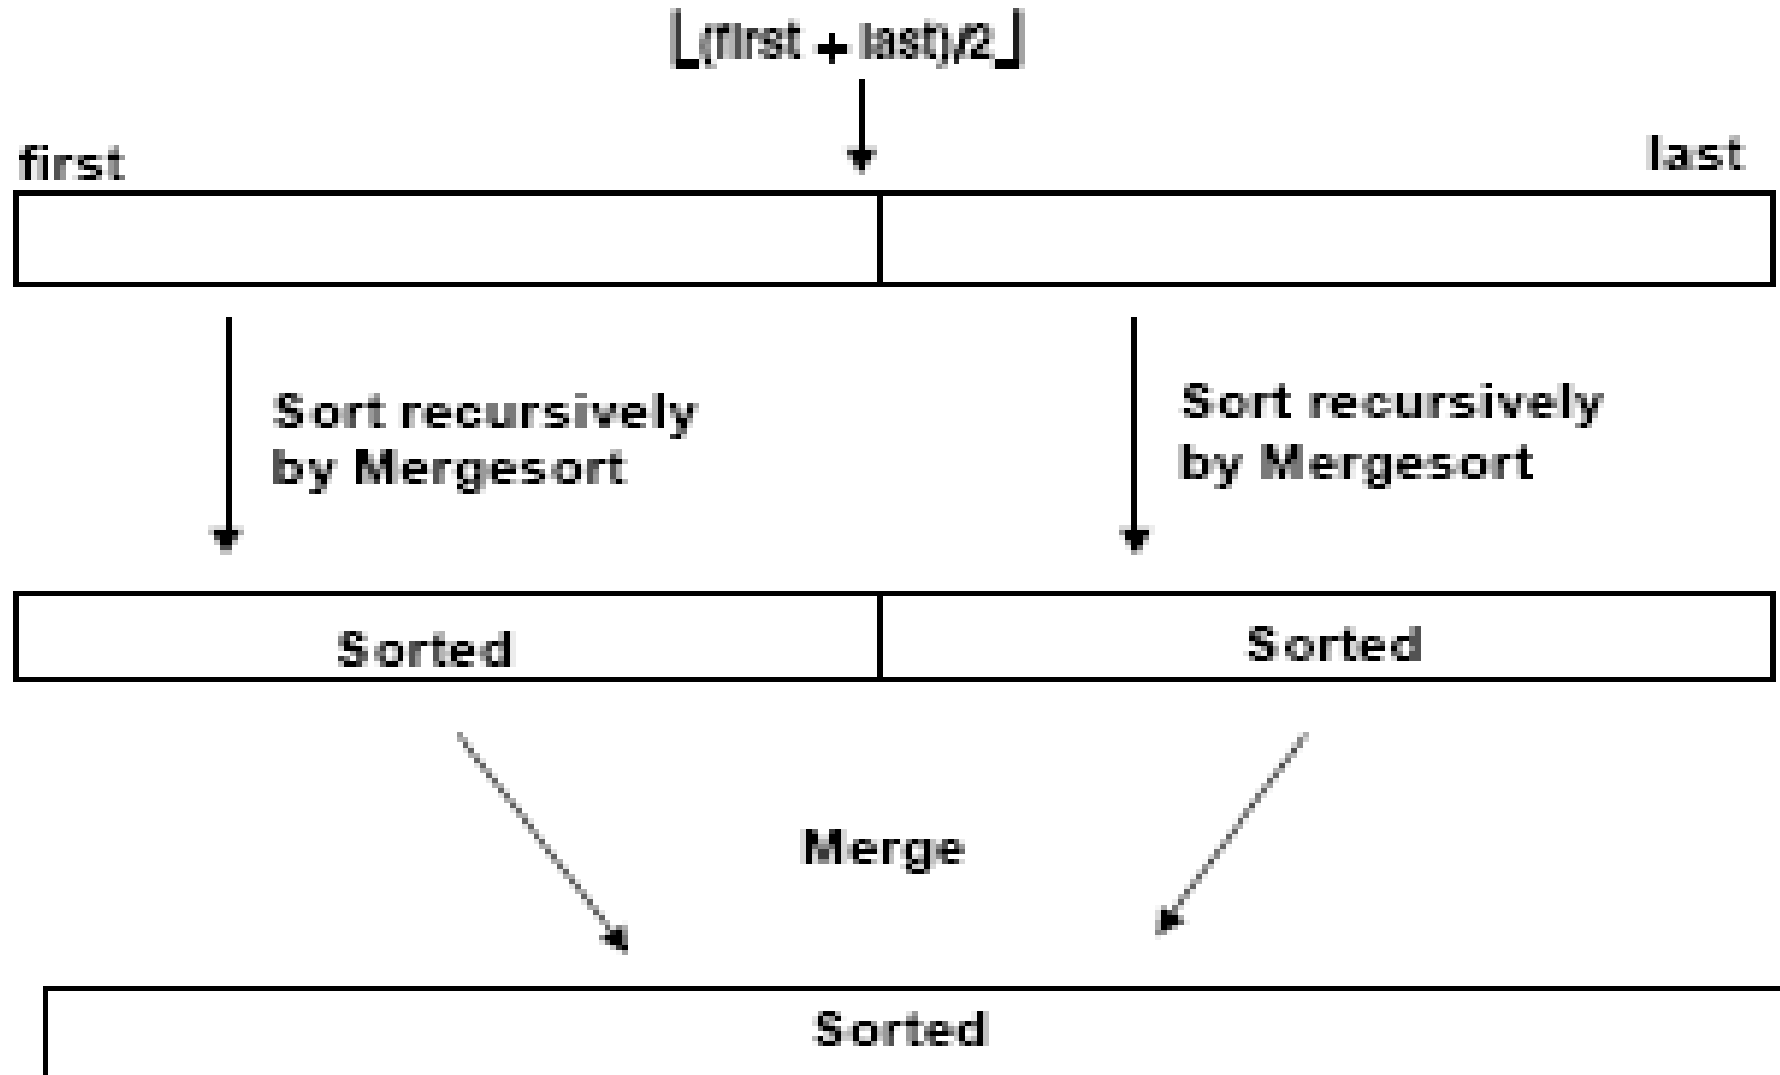 ⌊(first + last)/2⌋
first
last
Sort recursively
by Mergesort
Sort recursively
by Mergesort
Sorted
Sorted
Merge
Sorted